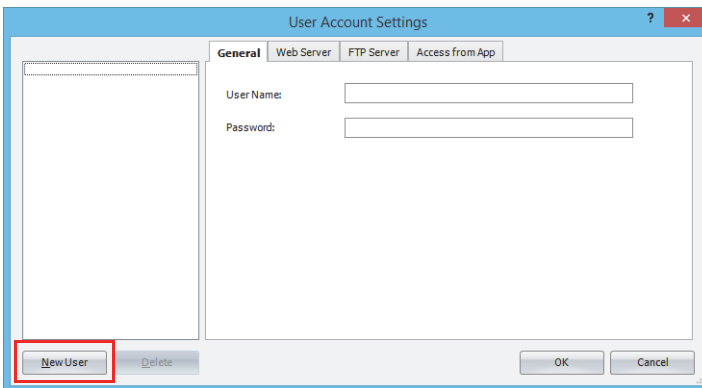 User Account Settings
? ×
General Web Server FTP Server Access from App
User Name:
Password:
New User Delete OK Cancel